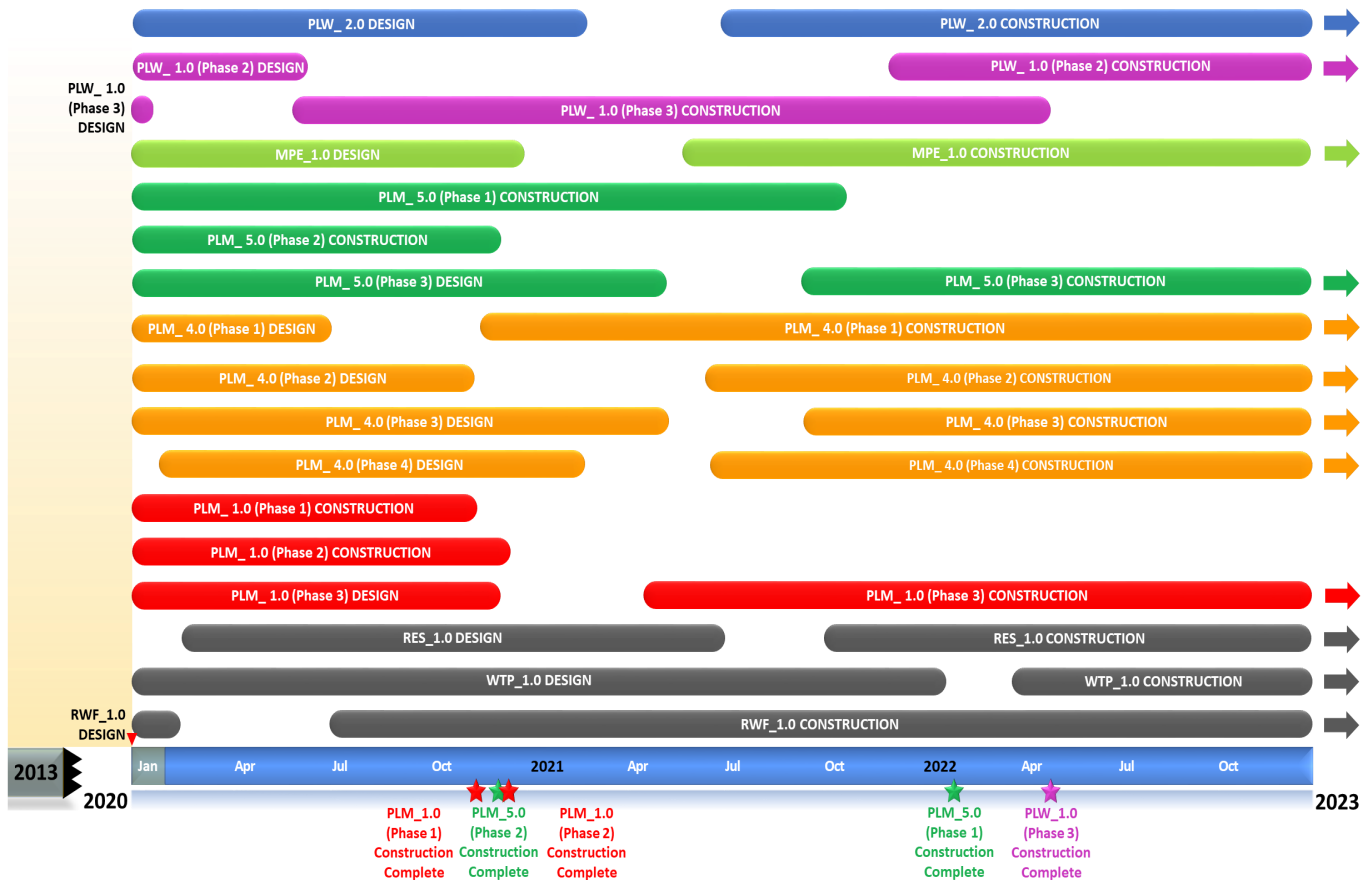 PLW_ 2.0 DESIGN PLW_ 2.0 CONSTRUCTION
PLW_ 1.0 (Phase 2) DESIGN PLW_ 1.0 (Phase 2) CONSTRUCTION
PLW_ 1.0
(Phase 3)
DESIGN
PLW_ 1.0 (Phase 3) CONSTRUCTION
MPE_1.0 DESIGN MPE_1.0 CONSTRUCTION
PLM_ 5.0 (Phase 1) CONSTRUCTION
PLM_ 5.0 (Phase 2) CONSTRUCTION
PLM_ 5.0 (Phase 3) DESIGN PLM_ 5.0 (Phase 3) CONSTRUCTION
PLM_ 4.0 (Phase 1) DESIGN PLM_ 4.0 (Phase 1) CONSTRUCTION
PLM_ 4.0 (Phase 2) DESIGN PLM_ 4.0 (Phase 2) CONSTRUCTION
PLM_ 4.0 (Phase 3) DESIGN PLM_ 4.0 (Phase 3) CONSTRUCTION
PLM_ 4.0 (Phase 4) DESIGN PLM_ 4.0 (Phase 4) CONSTRUCTION
PLM_ 1.0 (Phase 1) CONSTRUCTION
PLM_ 1.0 (Phase 2) CONSTRUCTION
PLM_ 1.0 (Phase 3) DESIGN PLM_ 1.0 (Phase 3) CONSTRUCTION
RES_1.0 DESIGN RES_1.0 CONSTRUCTION
WTP_1.0 DESIGN WTP_1.0 CONSTRUCTION
RWF_1.0
DESIGN
RWF_1.0 CONSTRUCTION
2013 Jan Apr Jul Oct 2021 Apr Jul Oct 2022 Apr Jul Oct
2020 2023
PLM_1.0
(Phase 1)
Construction
Complete
PLM_5.0
(Phase 2)
Construction
Complete
PLM_1.0
(Phase 2)
Construction
Complete
PLM_5.0
(Phase 1)
Construction
Complete
PLW_1.0
(Phase 3)
Construction
Complete